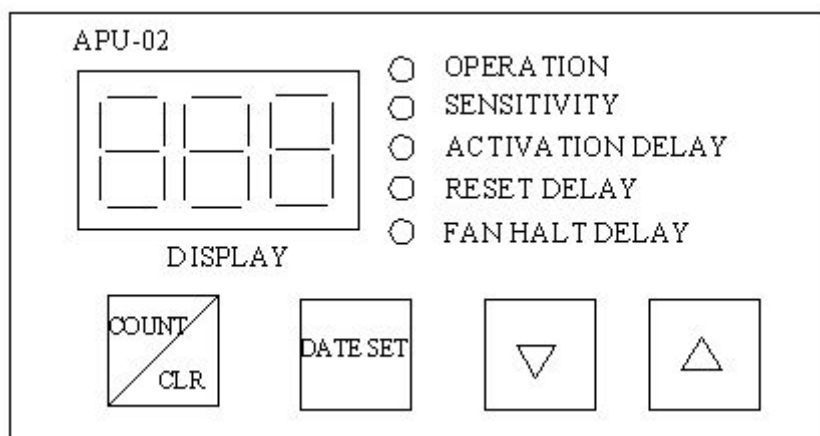 APU-02
OPERATION
SENSITIVITY
ACTIVATION DELAY
RESET DELAY
FAN HALT DELAY
DISPLAY
COUNT
CLR
DATE SET